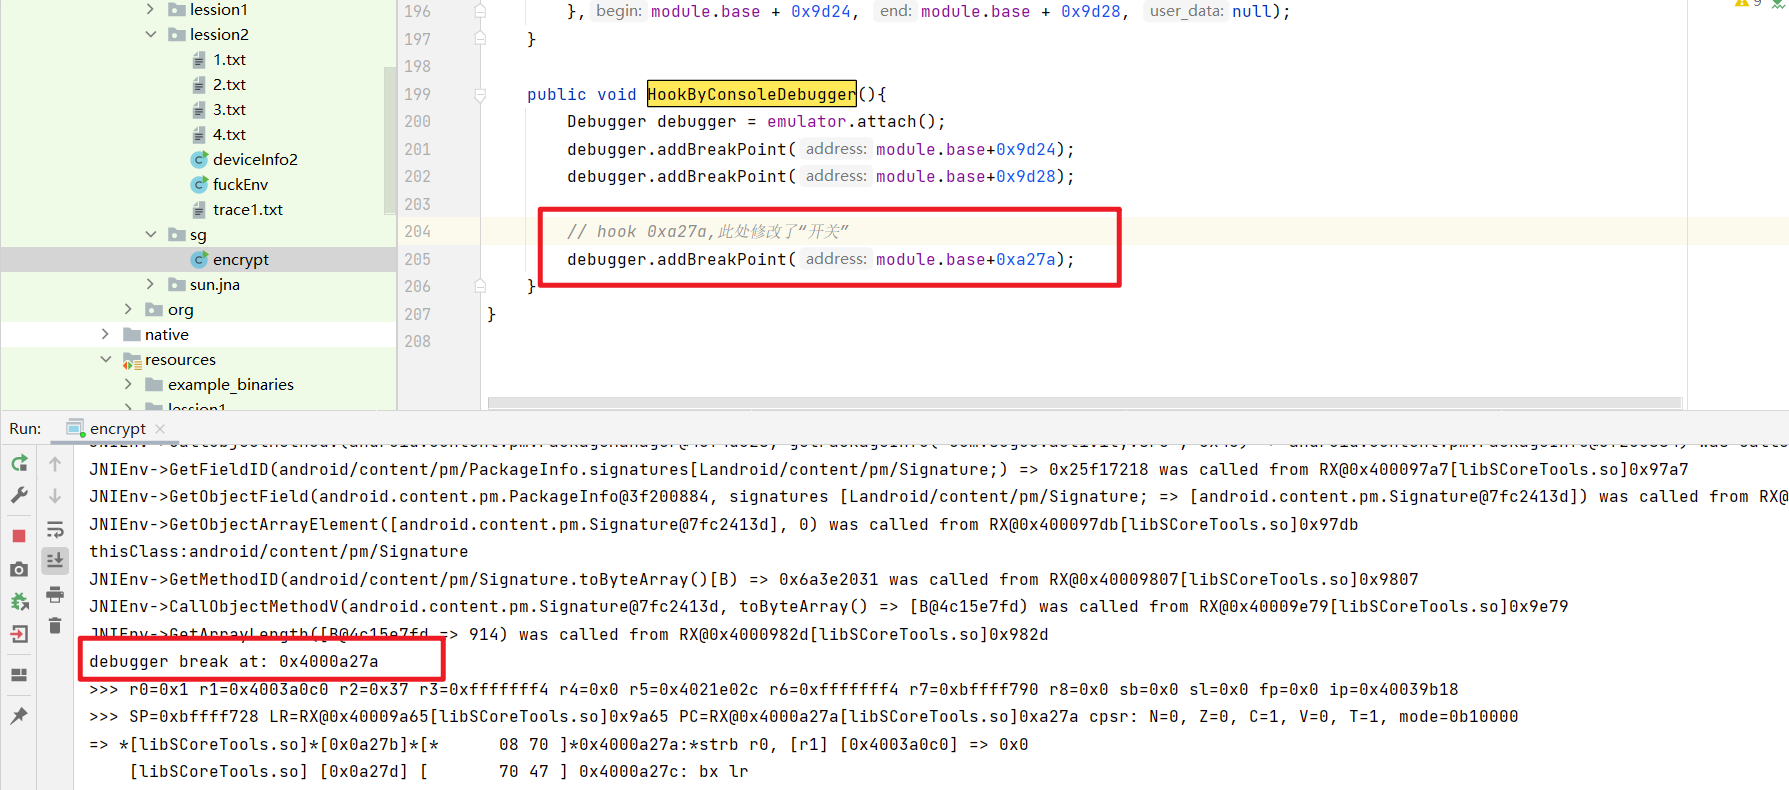 lession1
lession2
1.txt
2.txt
3.txt
4.txt
deviceInfo2
fuckEnv
trace1.txt
sg
encrypt
sun.jna
org
native
resources
example_binaries
lession1
196 }, begin: module.base + 0x9d24, end: module.base + 0x9d28, user_data: null);
197 }
198
199 public void HookByConsoleDebugger(){
200 Debugger debugger = emulator.attach();
201 debugger.addBreakPoint( address: module.base+0x9d24);
202 debugger.addBreakPoint( address: module.base+0x9d28);
203
204 // hook 0xa27a,此处修改了“开关”
205 debugger.addBreakPoint( address: module.base+0xa27a);
206 }
207 }
208
9
Run: encrypt
JNIEnv->GetFieldID(android/content/pm/PackageInfo.signatures[Landroid/content/pm/Signature;) => 0x25f17218 was called from RX@0x400097a7[libSCoreTools.so]0x97a7
JNIEnv->GetObjectField(android.content.pm.PackageInfo@3f200884, signatures [Landroid/content/pm/Signature; => [android.content.pm.Signature@7fc2413d]) was called from RX@
JNIEnv->GetObjectArrayElement([android.content.pm.Signature@7fc2413d], 0) was called from RX@0x400097db[libSCoreTools.so]0x97db
thisClass:android/content/pm/Signature
JNIEnv->GetMethodID(android/content/pm/Signature.toByteArray()[B) => 0x6a3e2031 was called from RX@0x40009807[libSCoreTools.so]0x9807
JNIEnv->CallObjectMethodV(android.content.pm.Signature@7fc2413d, toByteArray() => [B@4c15e7fd) was called from RX@0x40009e79[libSCoreTools.so]0x9e79
JNIEnv->GetArrayLength([B@4c15e7fd => 914) was called from RX@0x4000982d[libSCoreTools.so]0x982d
debugger break at: 0x4000a27a
>>> r0=0x1 r1=0x4003a0c0 r2=0x37 r3=0xfffffff4 r4=0x0 r5=0x4021e02c r6=0xfffffff4 r7=0xbffff790 r8=0x0 sb=0x0 sl=0x0 fp=0x0 ip=0x40039b18
>>> SP=0xbffff728 LR=RX@0x40009a65[libSCoreTools.so]0x9a65 PC=RX@0x4000a27a[libSCoreTools.so]0xa27a cpsr: N=0, Z=0, C=1, V=0, T=1, mode=0b10000
=> *[libSCoreTools.so]*[0x0a27b]*[* 08 70 ]*0x4000a27a:*strb r0, [r1] [0x4003a0c0] => 0x0
[libSCoreTools.so] [0x0a27d] [ 70 47 ] 0x4000a27c: bx lr